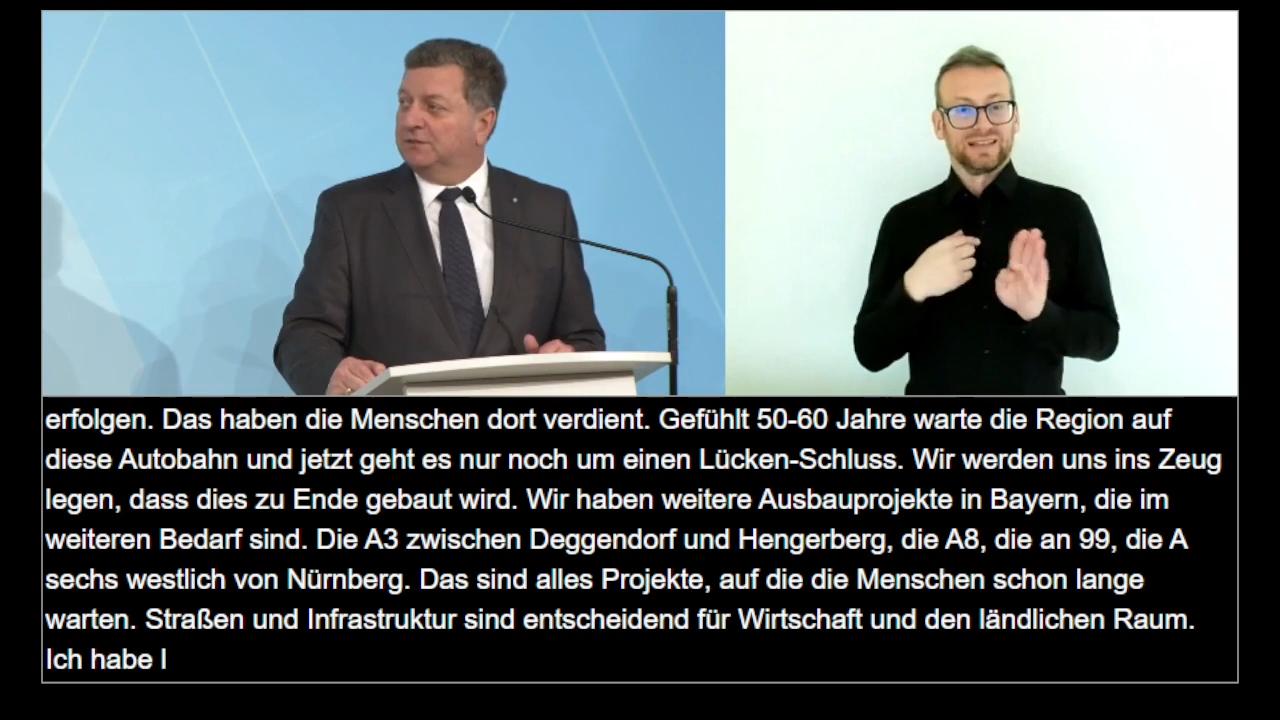 erfolgen. Das haben die Menschen dort verdient. Gefühlt 50-60 Jahre warte die Region auf
diese Autobahn und jetzt geht es nur noch um einen Lücken-Schluss. Wir werden uns ins Zeug
legen, dass dies zu Ende gebaut wird. Wir haben weitere Ausbauprojekte in Bayern, die im
weiteren Bedarf sind. Die A3 zwischen Deggendorf und Hengerberg, die A8, die an 99, die A
sechs westlich von Nürnberg. Das sind alles Projekte, auf die die Menschen schon lange
warten. Straßen und Infrastruktur sind entscheidend für Wirtschaft und den ländlichen Raum.
Ich habe I